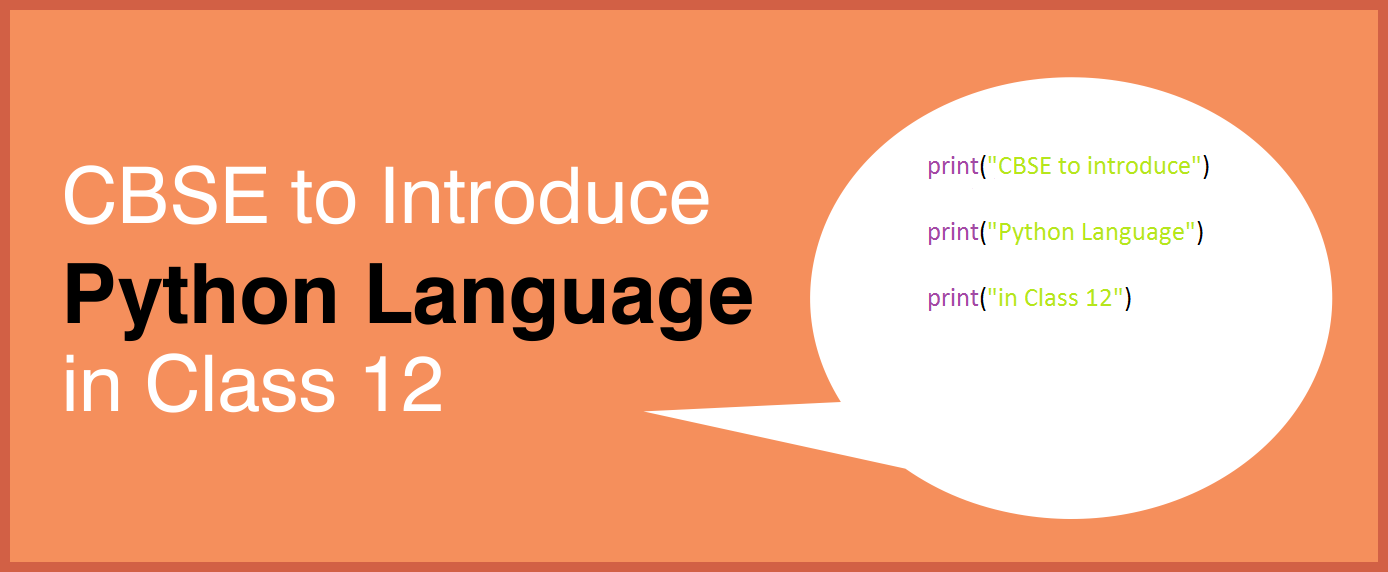 CBSE to Introduce
Python Language
in Class 12
print("CBSE to introduce")
print("Python Language")
print("in Class 12")